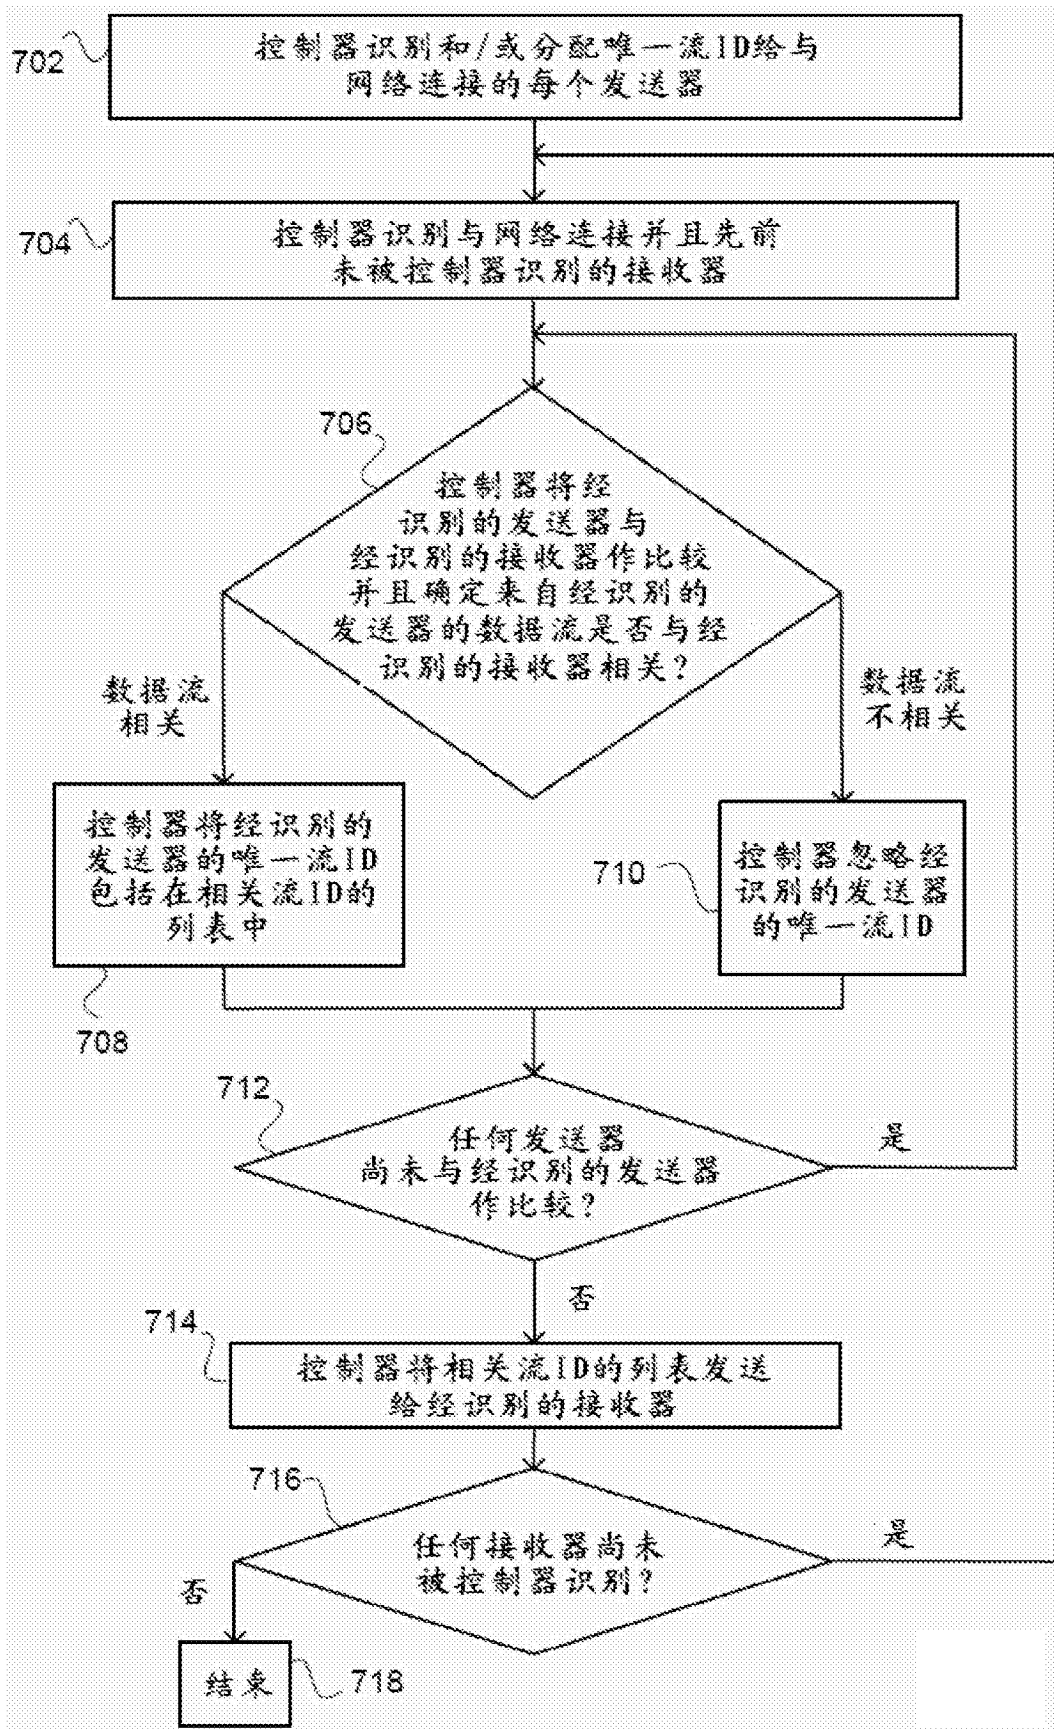 702
控制器识别和/或分配唯一流ID给与
网络连接的每个发送器
704
控制器识别与网络连接并且先前
未被控制器识别的接收器
706
控制器将经
识别的发送器与
经识别的接收器作比较
并且确定来自经识别的
发送器的数据流是否与经
识别的接收器相关?
数据流
相关
数据流
不相关
控制器将经识别的
发送器的唯一流ID
包括在相关流ID的
列表中
708
710
控制器忽略经
识别的发送器
的唯一流ID
712
任何发送器
尚未与经识别的发送器
作比较?
是
否
714
控制器将相关流ID的列表发送
给经识别的接收器
716
任何接收器尚未
被控制器识别?
是
否
结束
718